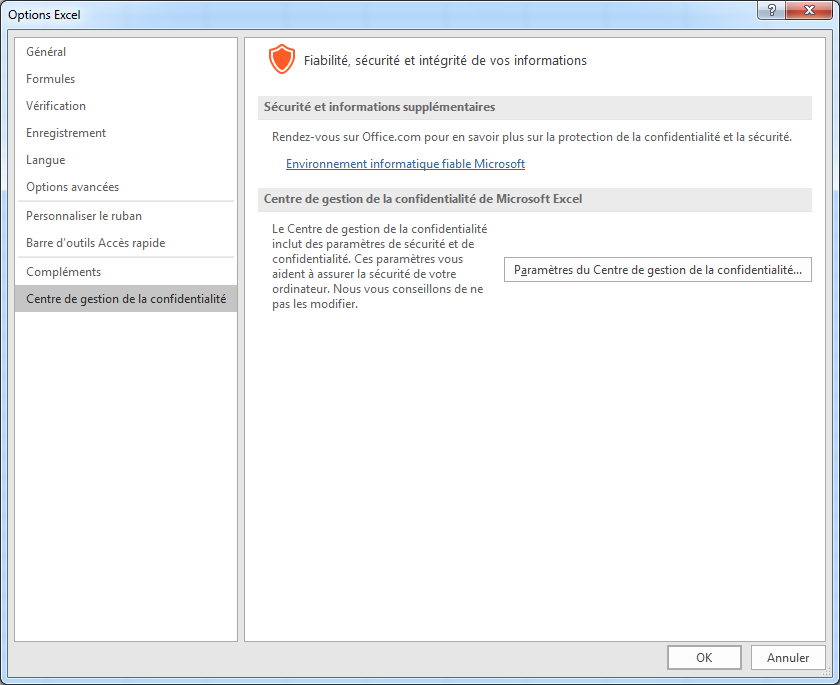 Options Excel
Général
Formules
Vérification
Enregistrement
Langue
Options avancées
Personnaliser le ruban
Barre d'outils Accès rapide
Compléments
Centre de gestion de la confidentialité
Fiabilité, sécurité et intégrité de vos informations
Sécurité et informations supplémentaires
Rendez-vous sur Office.com pour en savoir plus sur la protection de la confidentialité et la sécurité.
Environnement informatique fiable Microsoft
Centre de gestion de la confidentialité de Microsoft Excel
Le Centre de gestion de la confidentialité
inclut des paramètres de sécurité et de
confidentialité. Ces paramètres vous
aident à assurer la sécurité de votre
ordinateur. Nous vous conseillons de ne
pas les modifier.
Paramètres du Centre de gestion de la confidentialité...
OK
Annuler